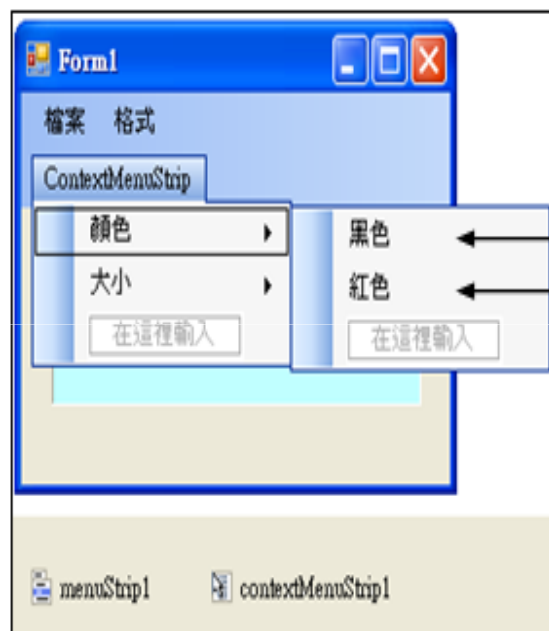 Form1
檔案 格式
ContextMenuStrip
顏色 黑色
大小 紅色
在這裡輸入 在這裡輸入
menuStrip1 contextMenuStrip1